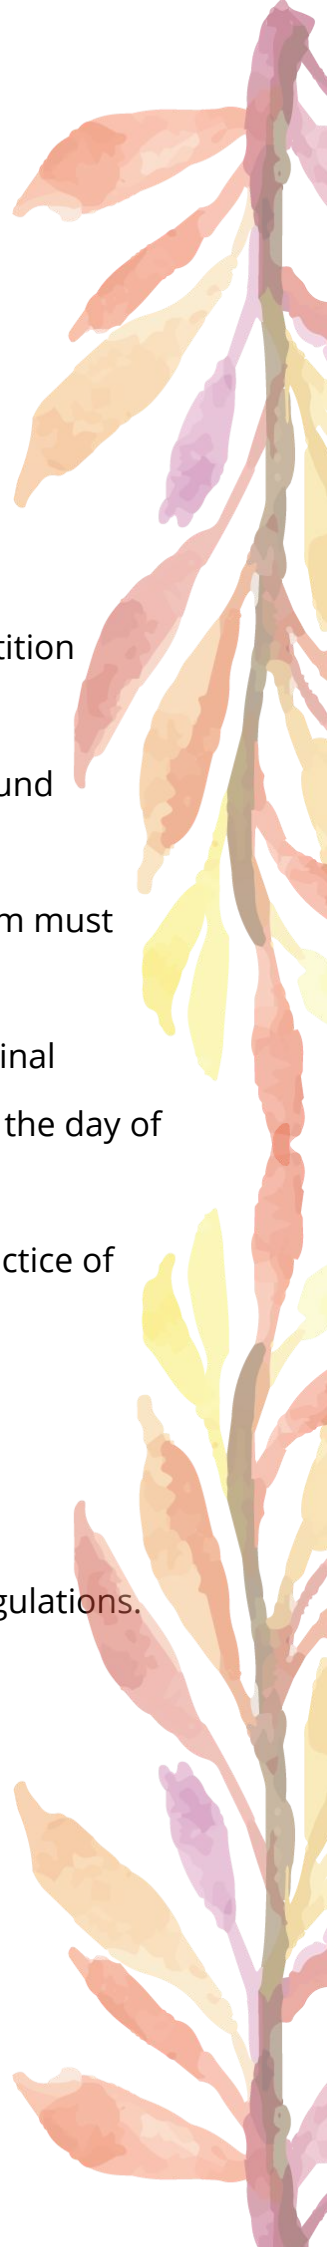 tition
und
m must
inal
the day of
ctice of
gulations.